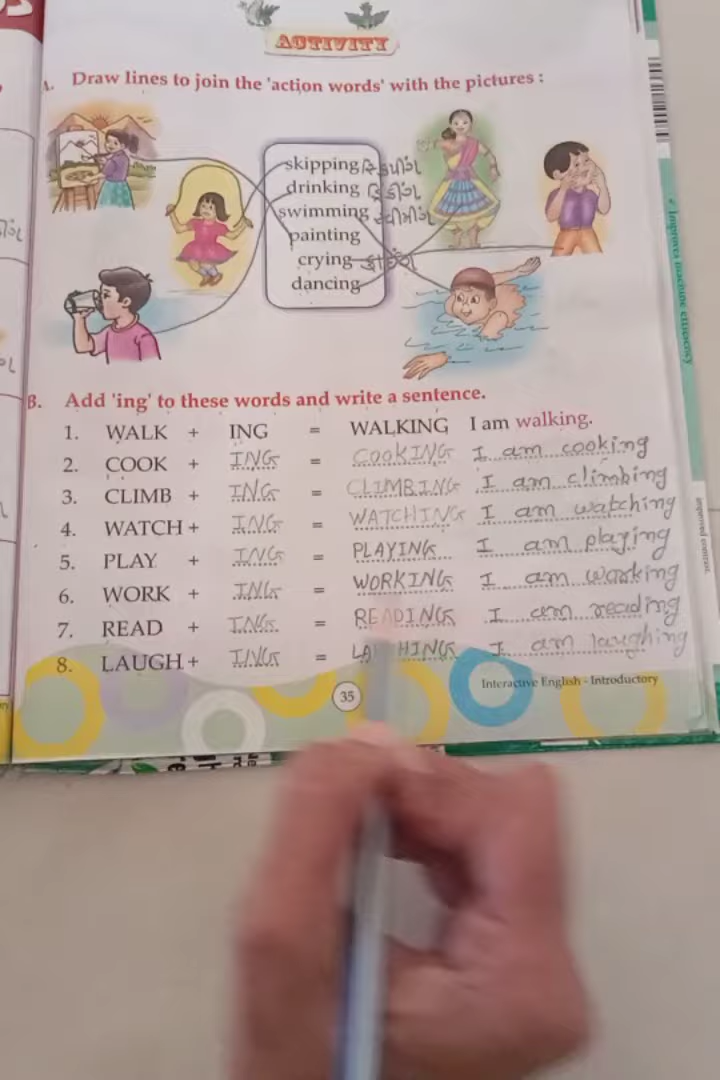 ACTIVITY
A. Draw lines to join the 'action words' with the pictures :
skipping સ્કિપીંગ
drinking
swimming
painting
crying
dancing
B. Add 'ing' to these words and write a sentence.
1. WALK + ING = WALKING I am walking.
2. COOK + ING = COOKING I am cooking
3. CLIMB + ING = CLIMBING I am climbing
4. WATCH + ING = WATCHING I am watching
5. PLAY + ING = PLAYING I am playing
6. WORK + ING = WORKING I am working
7. READ + ING = READING I am reading
8. LAUGH + ING = I am laughing
35
Interactive English - Introductory